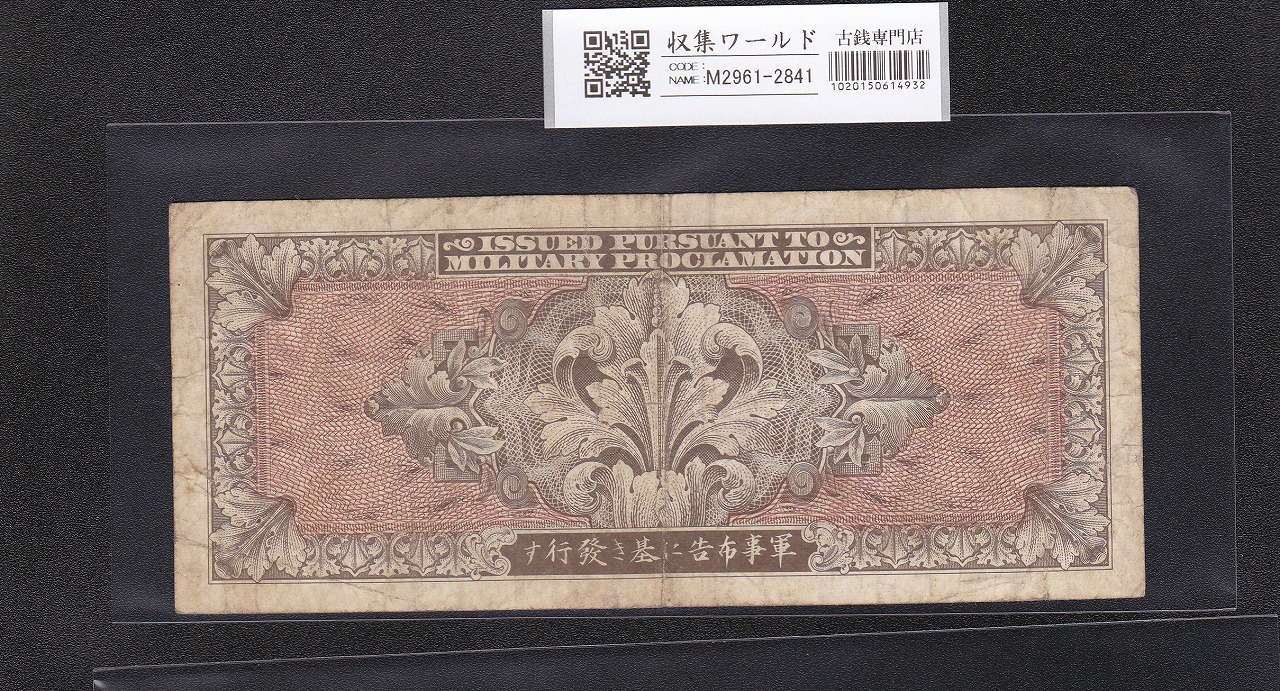 収集ワールド
古銭専門店
CODE:
NAME: M2961-2841
1020150614932
ISSUED PURSUANT TO
MILITARY PROCLAMATION
す行發き基に告布事軍